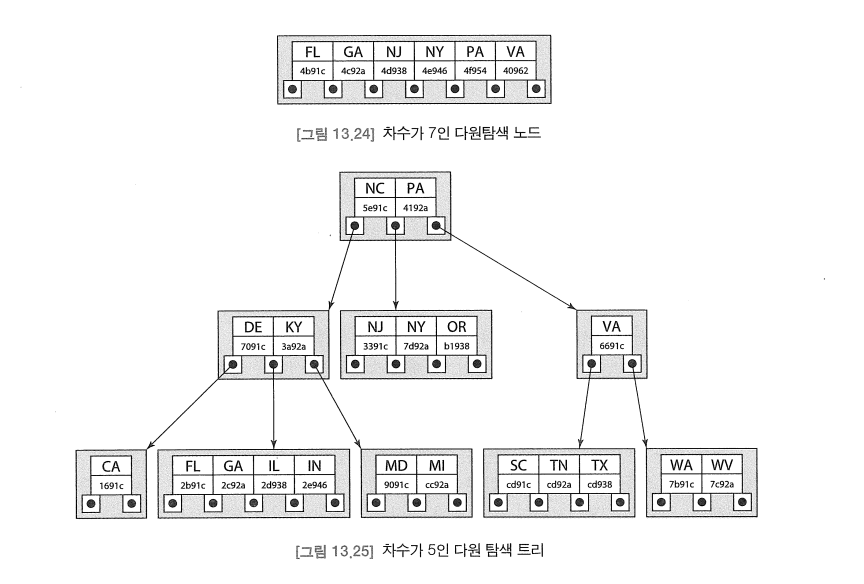 FL GA NJ NY PA VA
4b91c 4c92a 4d938 4e946 4f954 40962
[그림 13.24] 차수가 7인 다원탐색 노드
NC PA
5e91c 4192a
DE KY
7091c 3a92a
NJ NY OR
3391c 7d92a b1938
VA
6691c
CA
1691c
FL GA IL IN
2b91c 2c92a 2d938 2e946
MD MI
9091c cc92a
SC TN TX
cd91c cd92a cd938
WA WV
7b91c 7c92a
[그림 13.25] 차수가 5인 다원 탐색 트리